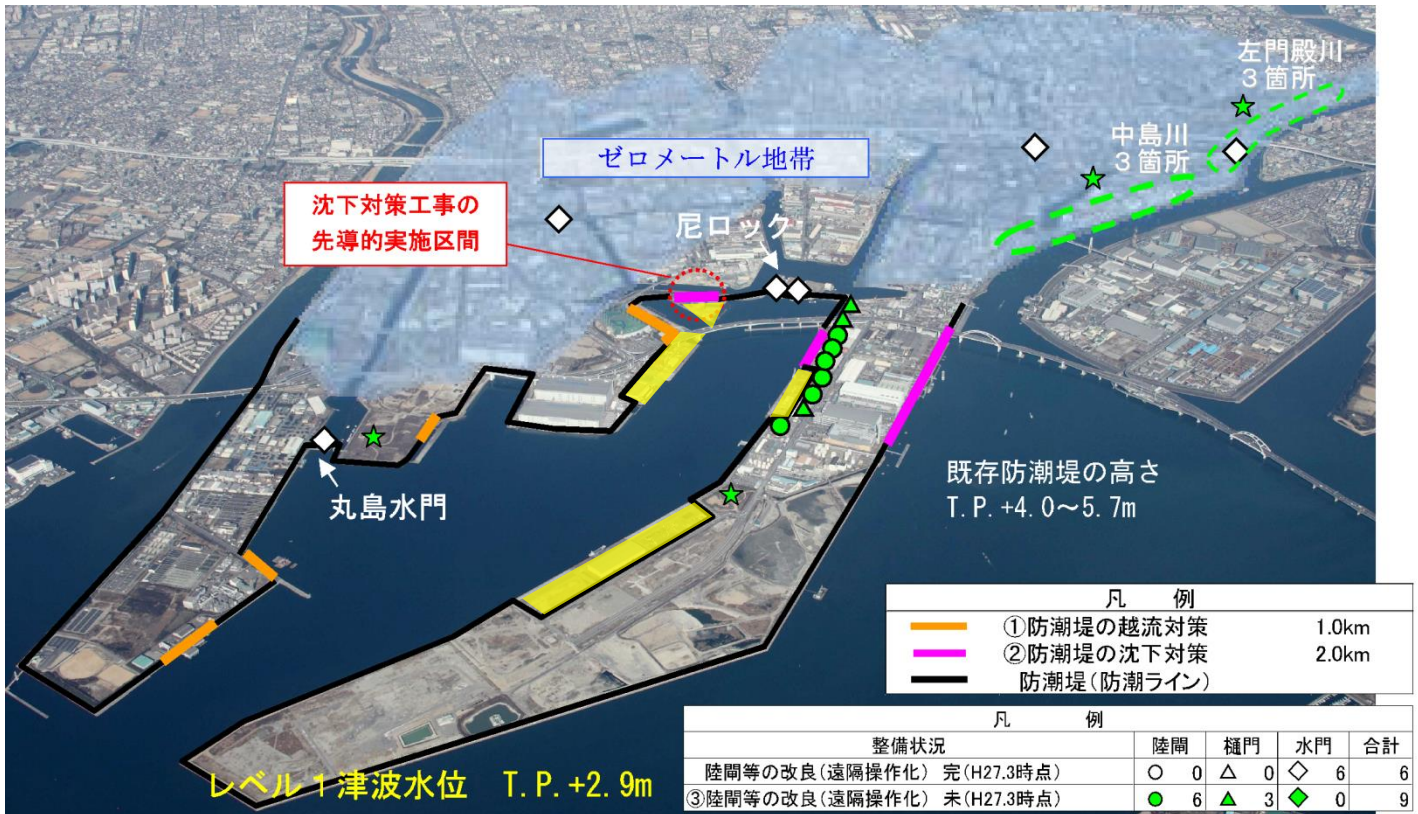 左門殿川
３箇所
中島川
３箇所
ゼロメートル地帯
沈下対策工事の
先導的実施区間
尼ロック
丸島水門
既存防潮堤の高さ
T.P.+4.0～5.7m
レベル１津波水位 T.P.+2.9m
凡 例
①防潮堤の越流対策 1.0km
②防潮堤の沈下対策 2.0km
防潮堤(防潮ライン)
凡 例
整備状況 陸閘 樋門 水門 合計
陸閘等の改良(遠隔操作化) 完(H27.3時点) ○ 0 △ 0 ◇ 6 6
③陸閘等の改良(遠隔操作化) 未(H27.3時点) ● 6 ▲ 3 ◆ 0 9